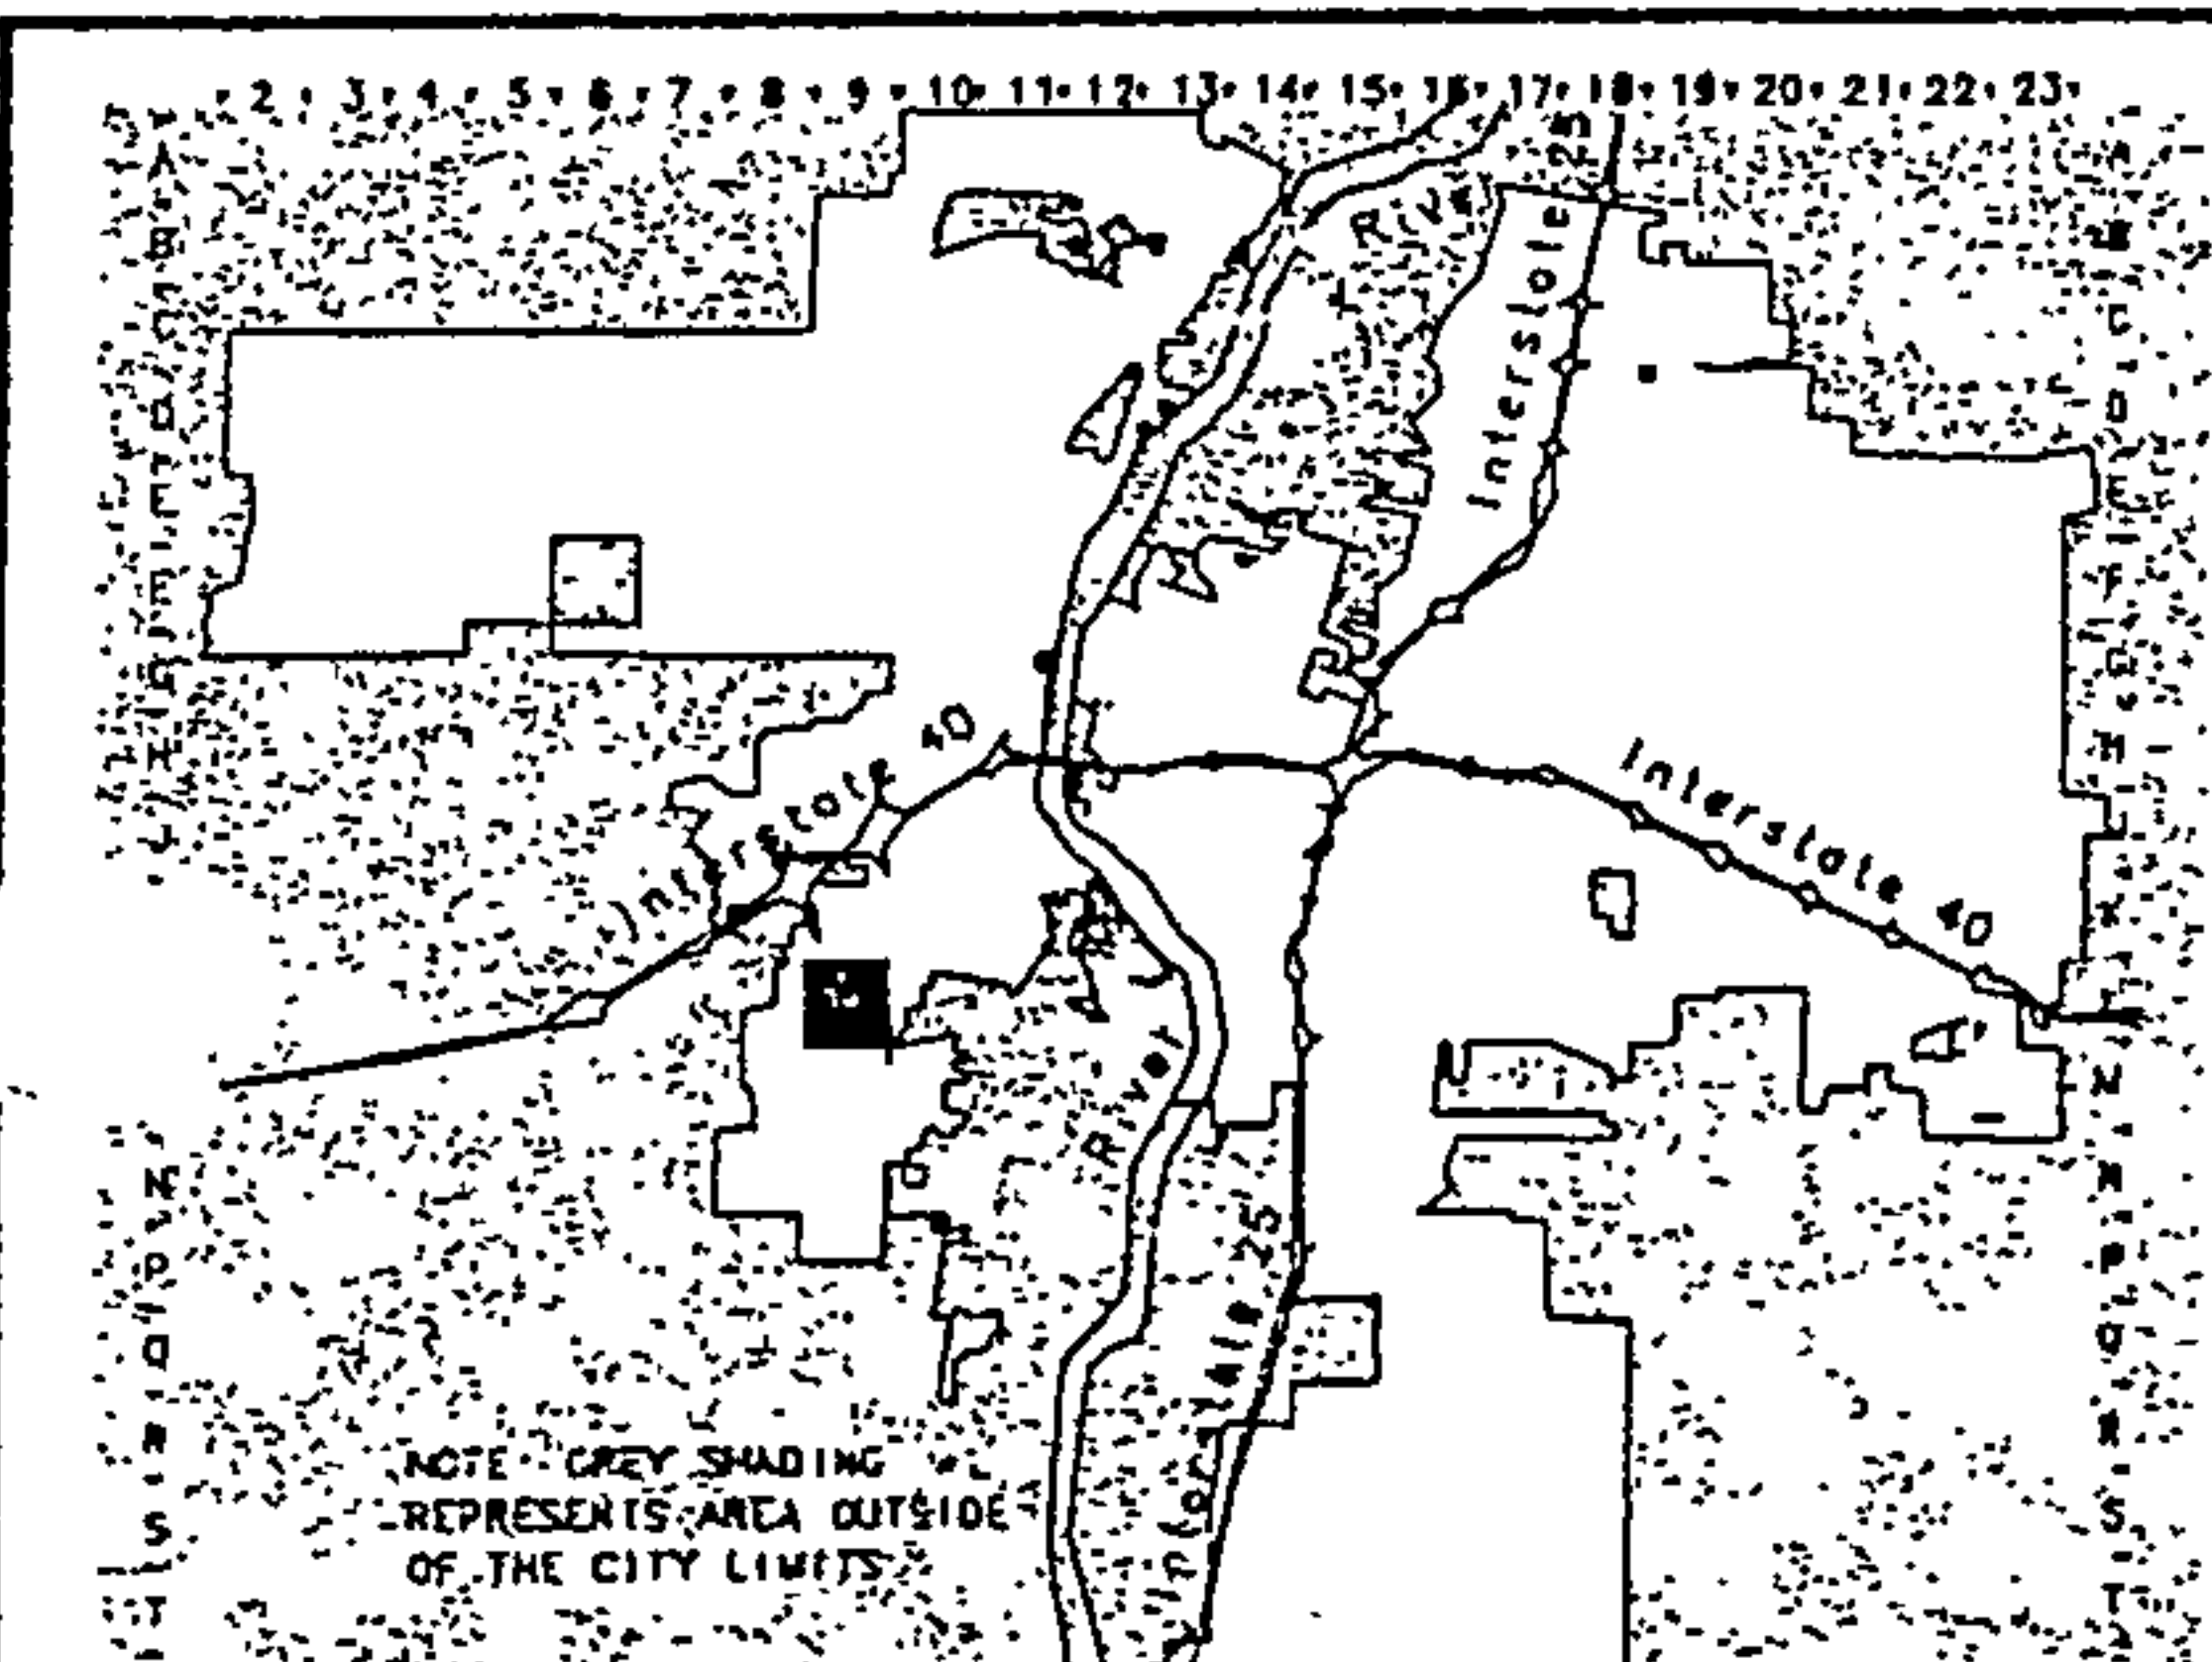 2 3 4 5 6 7 8 9 10 11 12 13 14 15 16 17 18 19 20 21 22 23
A
B
C
D
E
F
G
H
J
N
P
Q
R
S
T
River
Interstate 25
Interstate 40
Interstate 40
River
Interstate 25
NOTE GREY SHADING
REPRESENTS AREA OUTSIDE
OF THE CITY LIMITS
B
C
D
E
F
G
H
K
M
N
P
Q
R
S
T